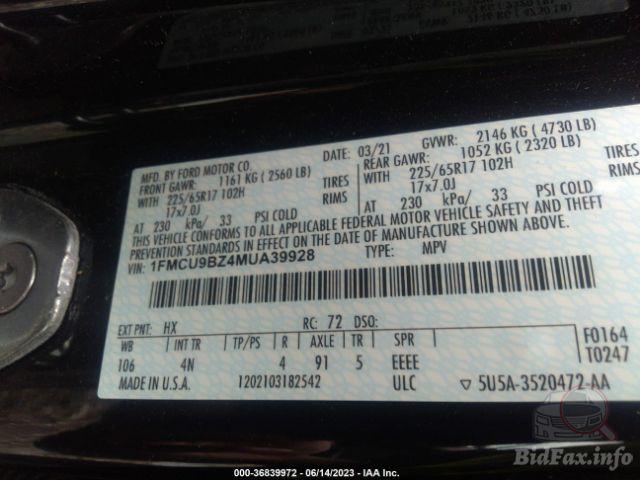 MFD. BY FORD MOTOR CO.
DATE: 03/21 GVWR: 2146 KG ( 4730 LB)
FRONT GAWR: 1161 KG ( 2560 LB) REAR GAWR: 1052 KG ( 2320 LB)
WITH 225/65R17 102H TIRES WITH 225/65R17 102H TIRES
17x7.0J RIMS 17x7.0J RIMS
AT 230 kPa/ 33 PSI COLD AT 230 kPa/ 33 PSI COLD
THIS VEHICLE CONFORMS TO ALL APPLICABLE FEDERAL MOTOR VEHICLE SAFETY AND THEFT
PREVENTION STANDARDS IN EFFECT ON THE DATE OF MANUFACTURE SHOWN ABOVE.
VIN: 1FMCU9BZ4MUA39928 TYPE: MPV
EXT PNT: HX RC: 72 DSO: F0164
WB INT TR TP/PS R AXLE TR SPR T0247
106 4N 4 91 5 EEEE
MADE IN U.S.A. 1202103182542 ULC 5U5A-3520472-AA
BidFax.info
000-36839972 - 06/14/2023 - IAA Inc.